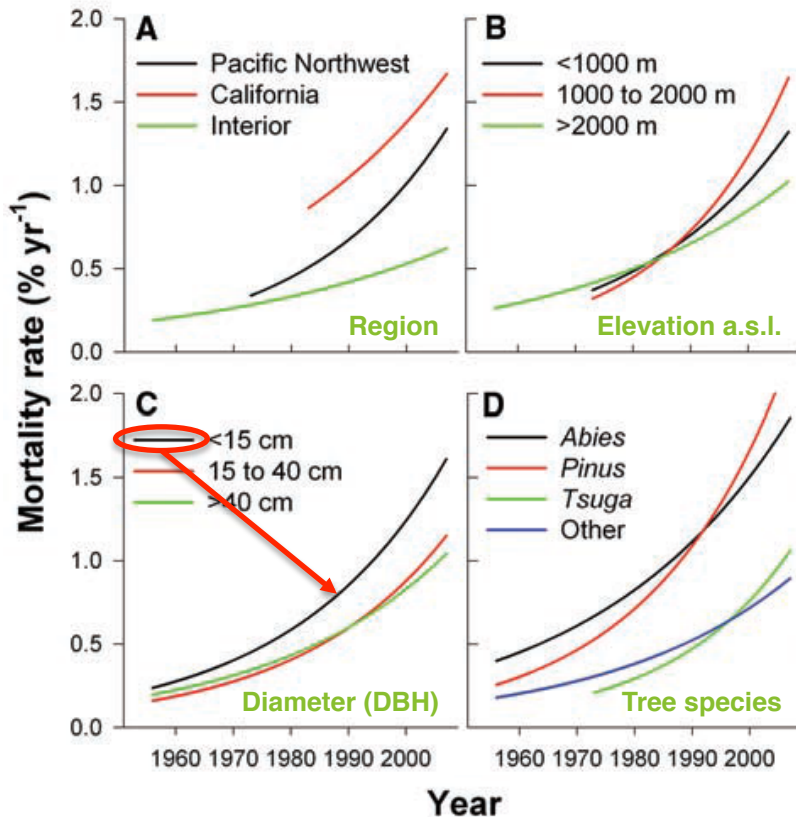 Mortality rate (% yr⁻¹)
2.0
1.5
1.0
0.5
0.0
A
Pacific Northwest
California
Interior
Region
B
<1000 m
1000 to 2000 m
>2000 m
Elevation a.s.l.
2.0
1.5
1.0
0.5
0.0
C
<15 cm
15 to 40 cm
>40 cm
Diameter (DBH)
1960 1970 1980 1990 2000
D
Abies
Pinus
Tsuga
Other
Tree species
1960 1970 1980 1990 2000
Year